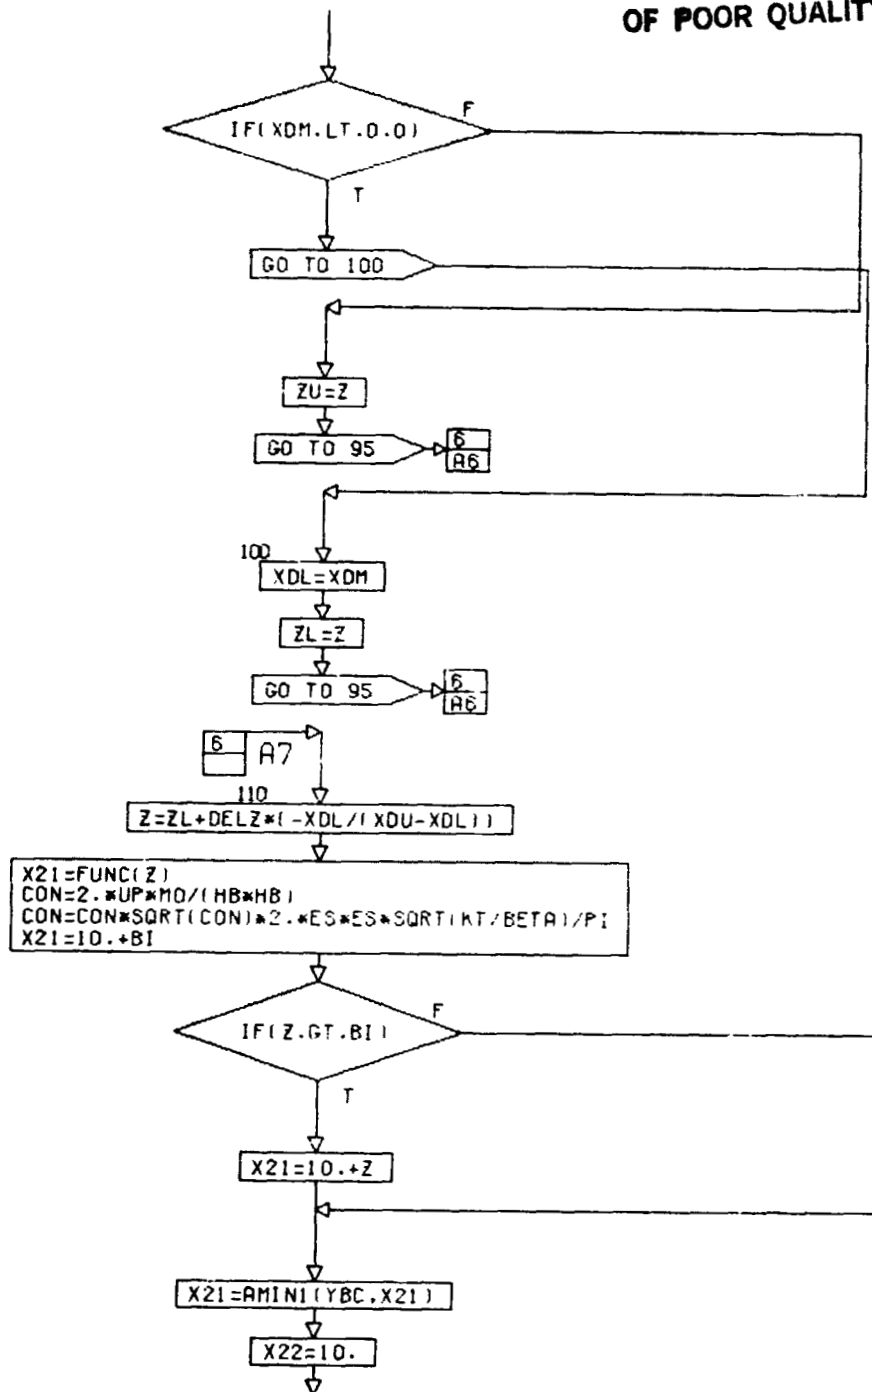 OF POOR QUALITY
IF(XDM.LT.0.0)
F
T
GO TO 100
ZU=Z
GO TO 95
6
A6
100
XDL=XDM
ZL=Z
GO TO 95
6
A6
6
A7
110
Z=ZL+DELZ*(-XDL/(XDU-XDL))
X21=FUNC(Z)
CON=2.*UP*MO/(HB*HB)
CON=CON*SQRT(CON)*2.*ES*ES*SQRT(KT/BETA)/PI
X21=10.+BI
IF(Z.GT.BI)
F
T
X21=10.+Z
X21=AMIN1(YBC,X21)
X22=10.